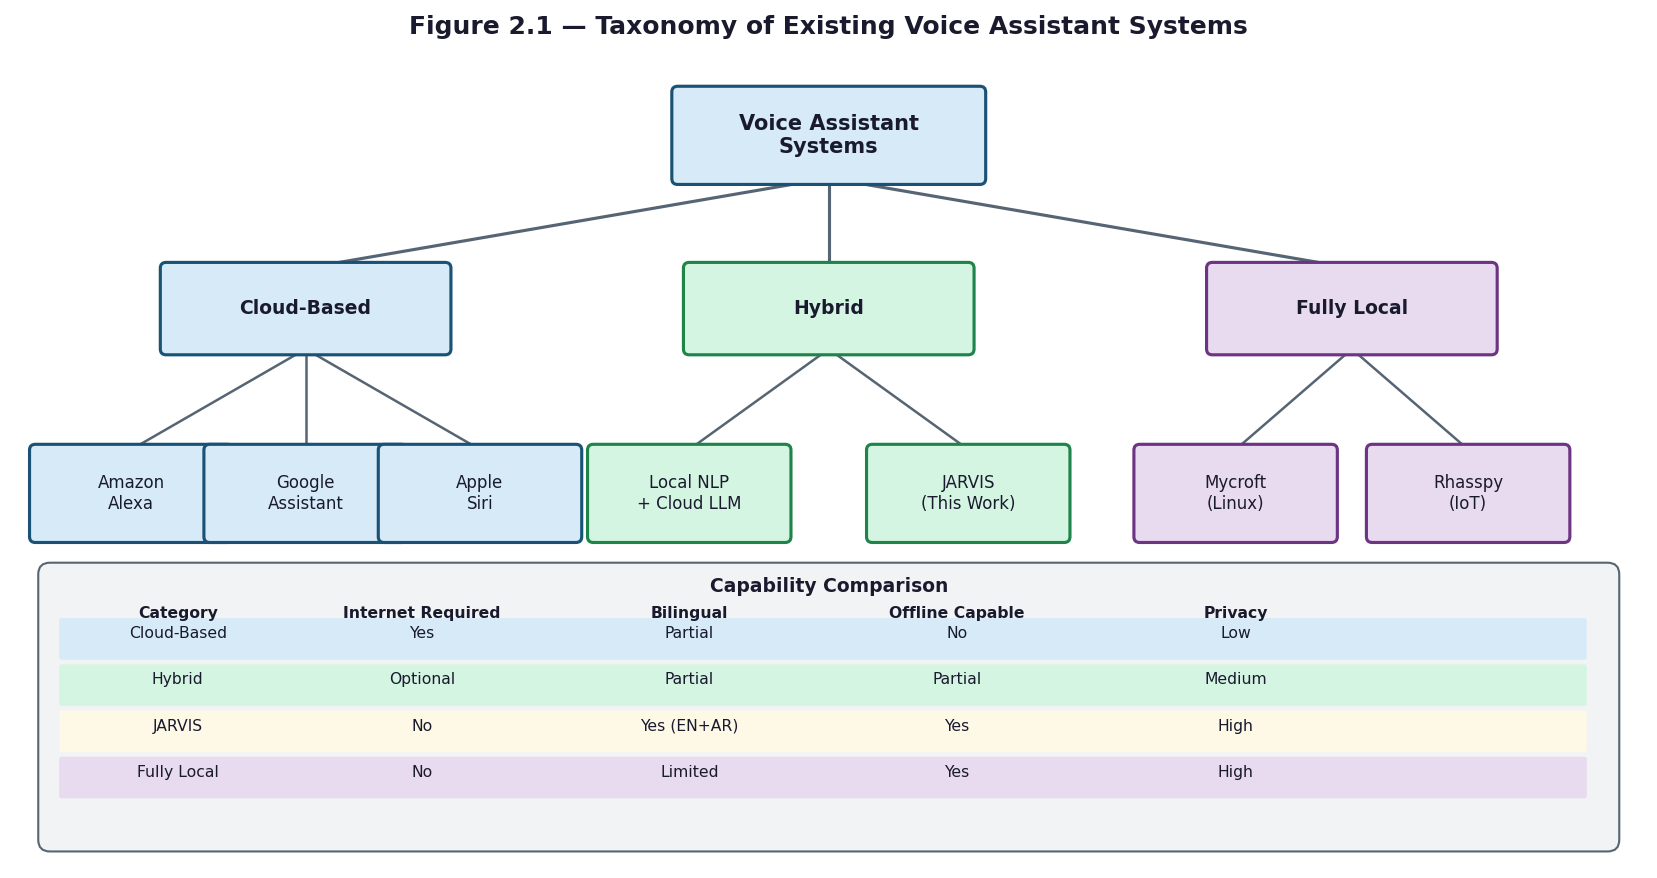 Figure 2.1 — Taxonomy of Existing Voice Assistant Systems
Voice Assistant
Systems
Cloud-Based
Hybrid
Fully Local
Amazon
Alexa
Google
Assistant
Apple
Siri
Local NLP
+ Cloud LLM
JARVIS
(This Work)
Mycroft
(Linux)
Rhasspy
(IoT)
Capability Comparison
Category Internet Required Bilingual Offline Capable Privacy
Cloud-Based Yes Partial No Low
Hybrid Optional Partial Partial Medium
JARVIS No Yes (EN+AR) Yes High
Fully Local No Limited Yes High